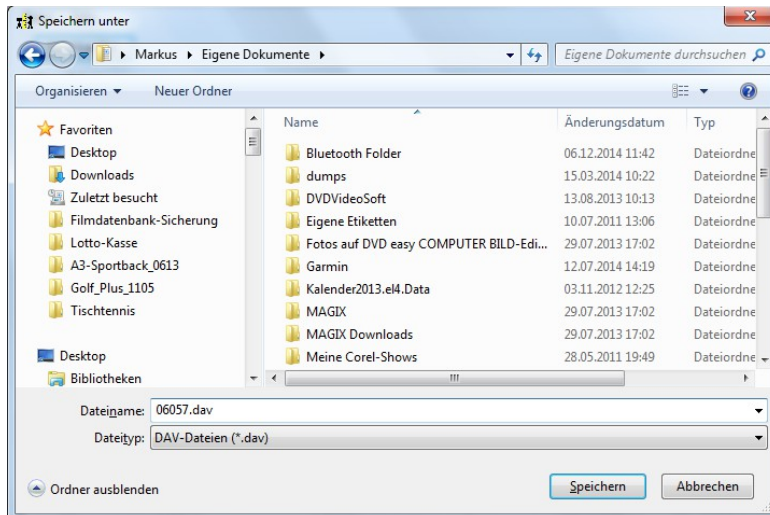 Speichern unter
Markus Eigene Dokumente Eigene Dokumente durchsuchen
Organisieren Neuer Ordner
Favoriten
Desktop
Downloads
Zuletzt besucht
Filmdatenbank-Sicherung
Lotto-Kasse
A3-Sportback_0613
Golf_Plus_1105
Tischtennis
Desktop
Bibliotheken
Name Änderungsdatum Typ
Bluetooth Folder 06.12.2014 11:42 Dateiordne
dumps 15.03.2014 10:22 Dateiordne
DVDVideoSoft 13.08.2013 10:13 Dateiordne
Eigene Etiketten 10.07.2011 13:06 Dateiordne
Fotos auf DVD easy COMPUTER BILD-Edi... 29.07.2013 17:02 Dateiordne
Garmin 12.07.2014 14:19 Dateiordne
Kalender2013.el4.Data 03.11.2012 12:25 Dateiordne
MAGIX 29.07.2013 17:02 Dateiordne
MAGIX Downloads 29.07.2013 17:02 Dateiordne
Meine Corel-Shows 28.05.2011 19:49 Dateiordne
Dateiname: 06057.dav
Dateityp: DAV-Dateien (*.dav)
Ordner ausblenden Speichern Abbrechen